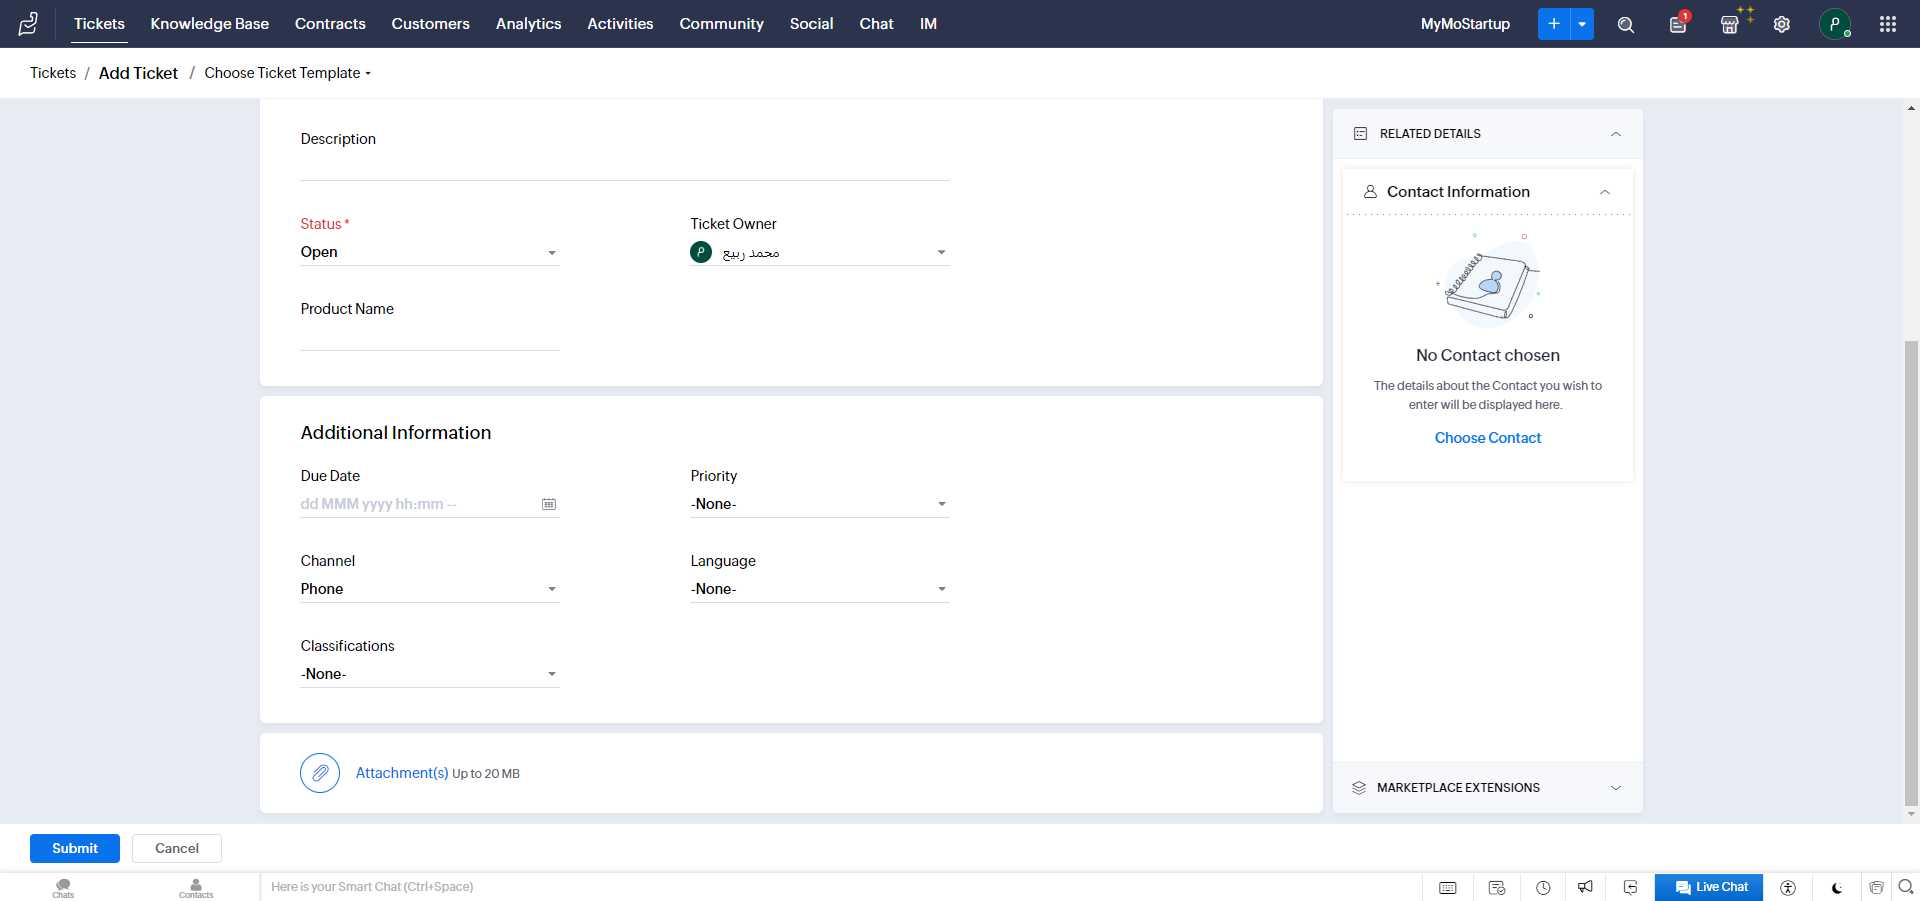 Tickets Knowledge Base Contracts Customers Analytics Activities Community Social Chat IM MyMoStartup 1
Tickets / Add Ticket / Choose Ticket Template
Description
Status *
Open
Ticket Owner
محمد ربيع
Product Name
Additional Information
Due Date
dd MMM yyyy hh:mm --
Priority
-None-
Channel
Phone
Language
-None-
Classifications
-None-
Attachment(s) Up to 20 MB
RELATED DETAILS
Contact Information
No Contact chosen
The details about the Contact you wish to
enter will be displayed here.
Choose Contact
MARKETPLACE EXTENSIONS
Submit Cancel
Chats Contacts Here is your Smart Chat (Ctrl+Space) Live Chat